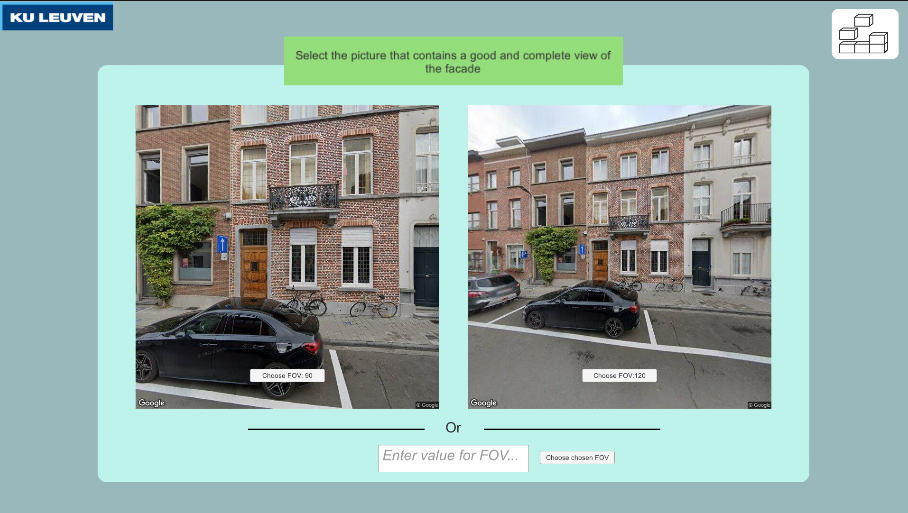 KU LEUVEN
Select the picture that contains a good and complete view of
the facade
Choose FOV: 90
Google
© Google
Choose FOV:120
Google
© Google
Or
Enter value for FOV...
Choose chosen FOV